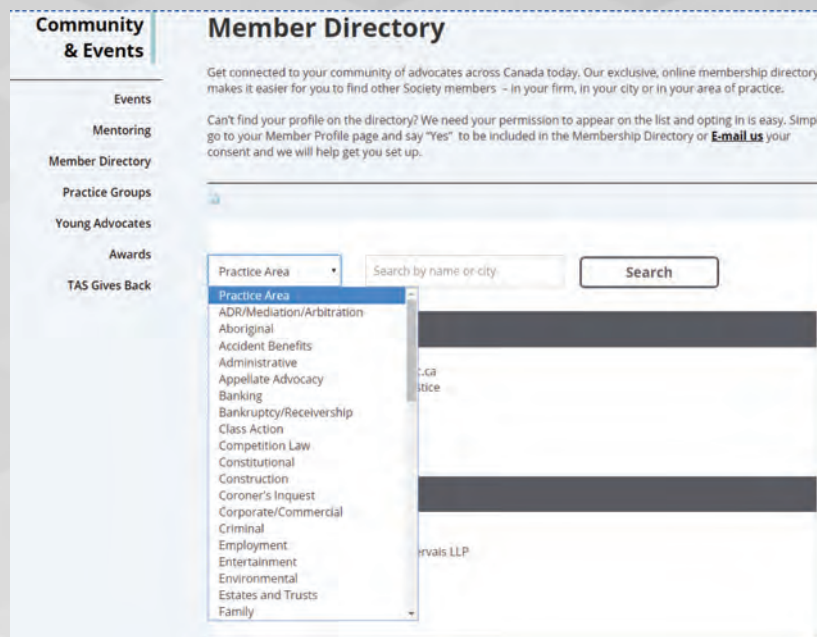 Community
& Events
Events
Mentoring
Member Directory
Practice Groups
Young Advocates
Awards
TAS Gives Back
Member Directory
Get connected to your community of advocates across Canada today. Our exclusive, online membership directory
makes it easier for you to find other Society members – in your firm, in your city or in your area of practice.
Can't find your profile on the directory? We need your permission to appear on the list and opting in is easy. Simp
go to your Member Profile page and say "Yes" to be included in the Membership Directory or E-mail us your
consent and we will help get you set up.
Practice Area
Search by name or city
Search
Practice Area
ADR/Mediation/Arbitration
Aboriginal
Accident Benefits
Administrative
Appellate Advocacy
Banking
Bankruptcy/Receivership
Class Action
Competition Law
Constitutional
Construction
Coroner's Inquest
Corporate/Commercial
Criminal
Employment
Entertainment
Environmental
Estates and Trusts
Family
.ca
stice
ervais LLP